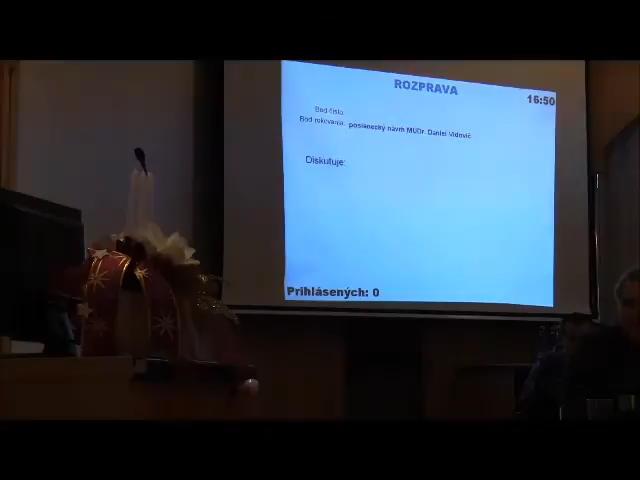 ROZPRAVA
16:50
Bod číslo:
Bod rokovania: poslanecký návrh MUDr. Daniel Vidovič
Diskutuje:
Prihlásených: 0